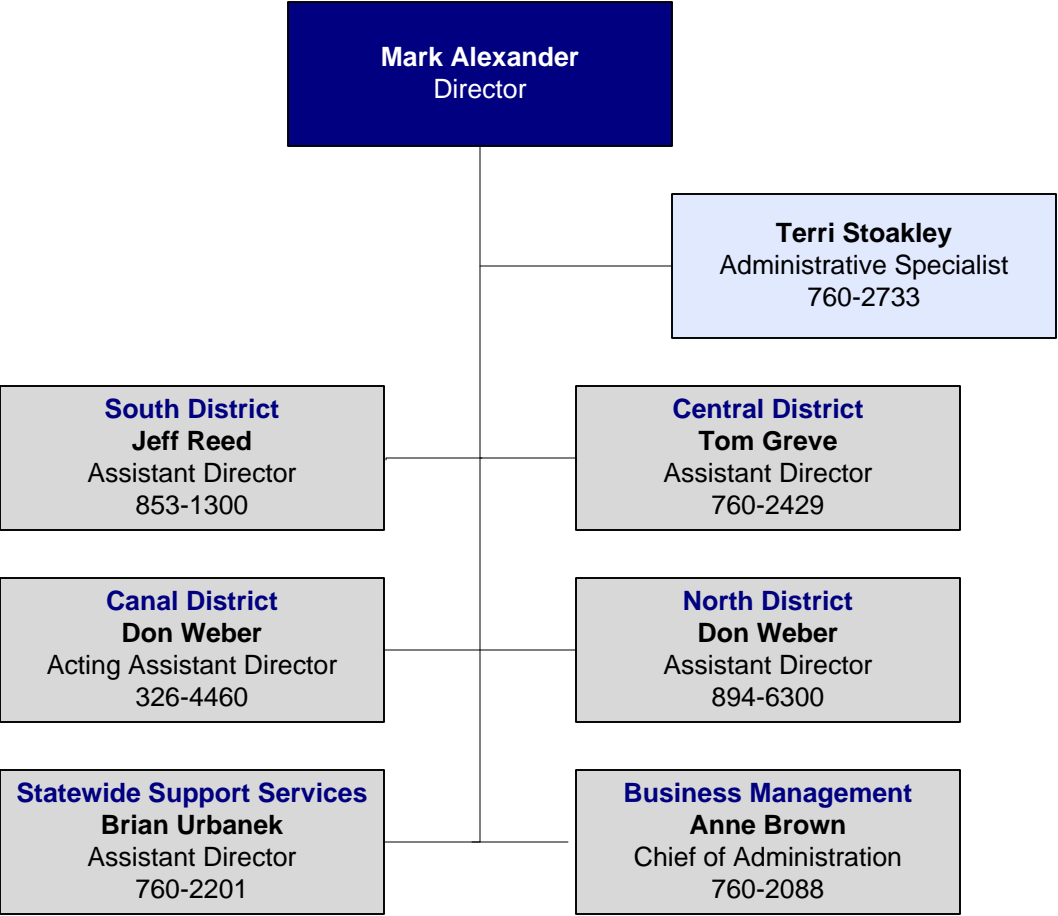 Mark Alexander
Director
Terri Stoakley
Administrative Specialist
760-2733
South District
Jeff Reed
Assistant Director
853-1300
Central District
Tom Greve
Assistant Director
760-2429
Canal District
Don Weber
Acting Assistant Director
326-4460
North District
Don Weber
Assistant Director
894-6300
Statewide Support Services
Brian Urbanek
Assistant Director
760-2201
Business Management
Anne Brown
Chief of Administration
760-2088